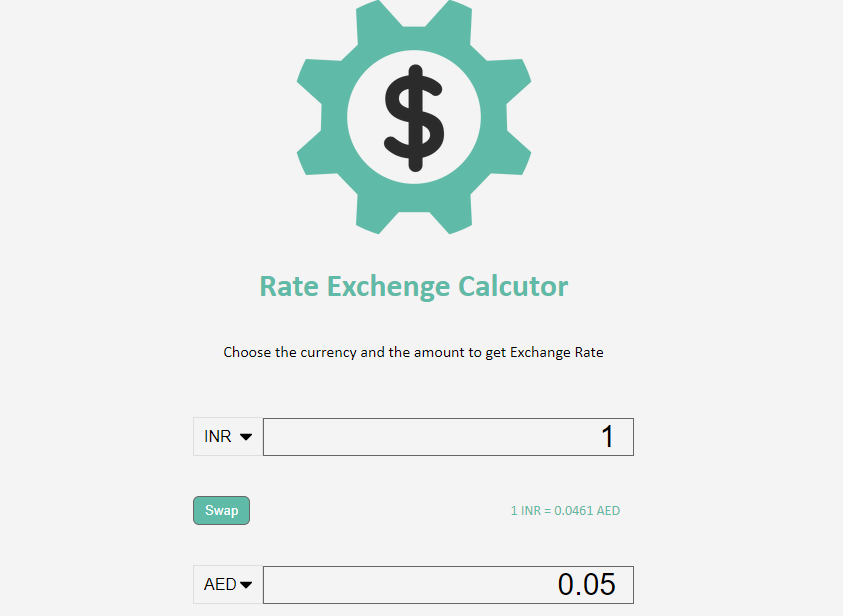 $
Rate Exchenge Calcutor
Choose the currency and the amount to get Exchange Rate
INR 1
Swap 1 INR = 0.0461 AED
AED 0.05